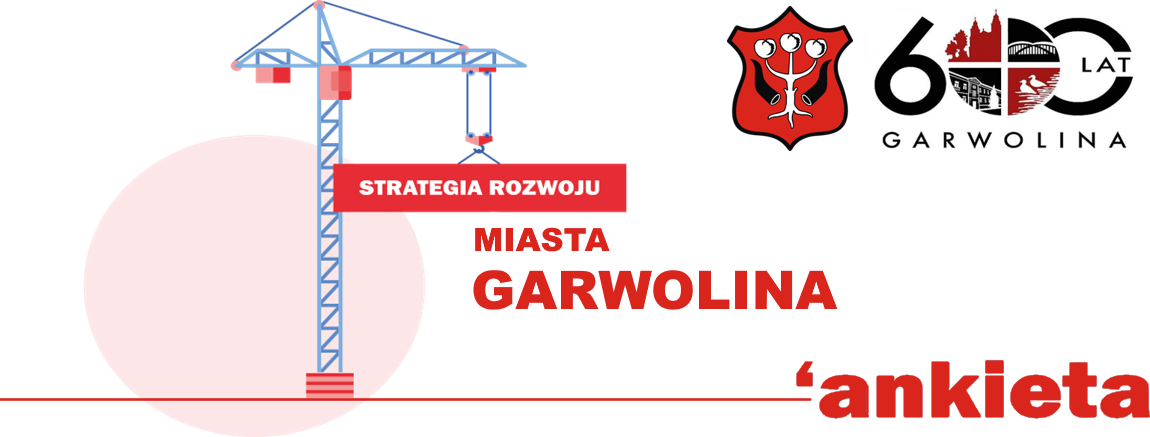 600 LAT
GARWOLINA
STRATEGIA ROZWOJU
MIASTA
GARWOLINA
‘ankieta